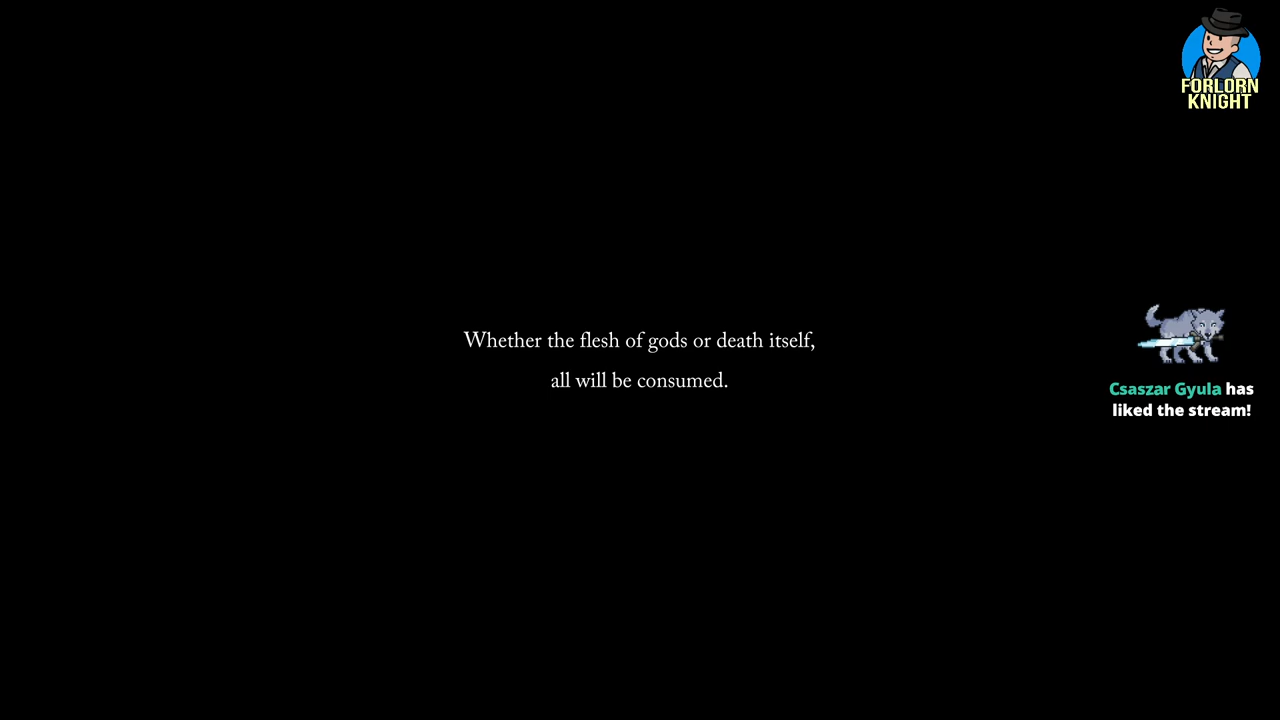 FORLORN
KNIGHT
Whether the flesh of gods or death itself,
all will be consumed.
Csaszar Gyula has
liked the stream!